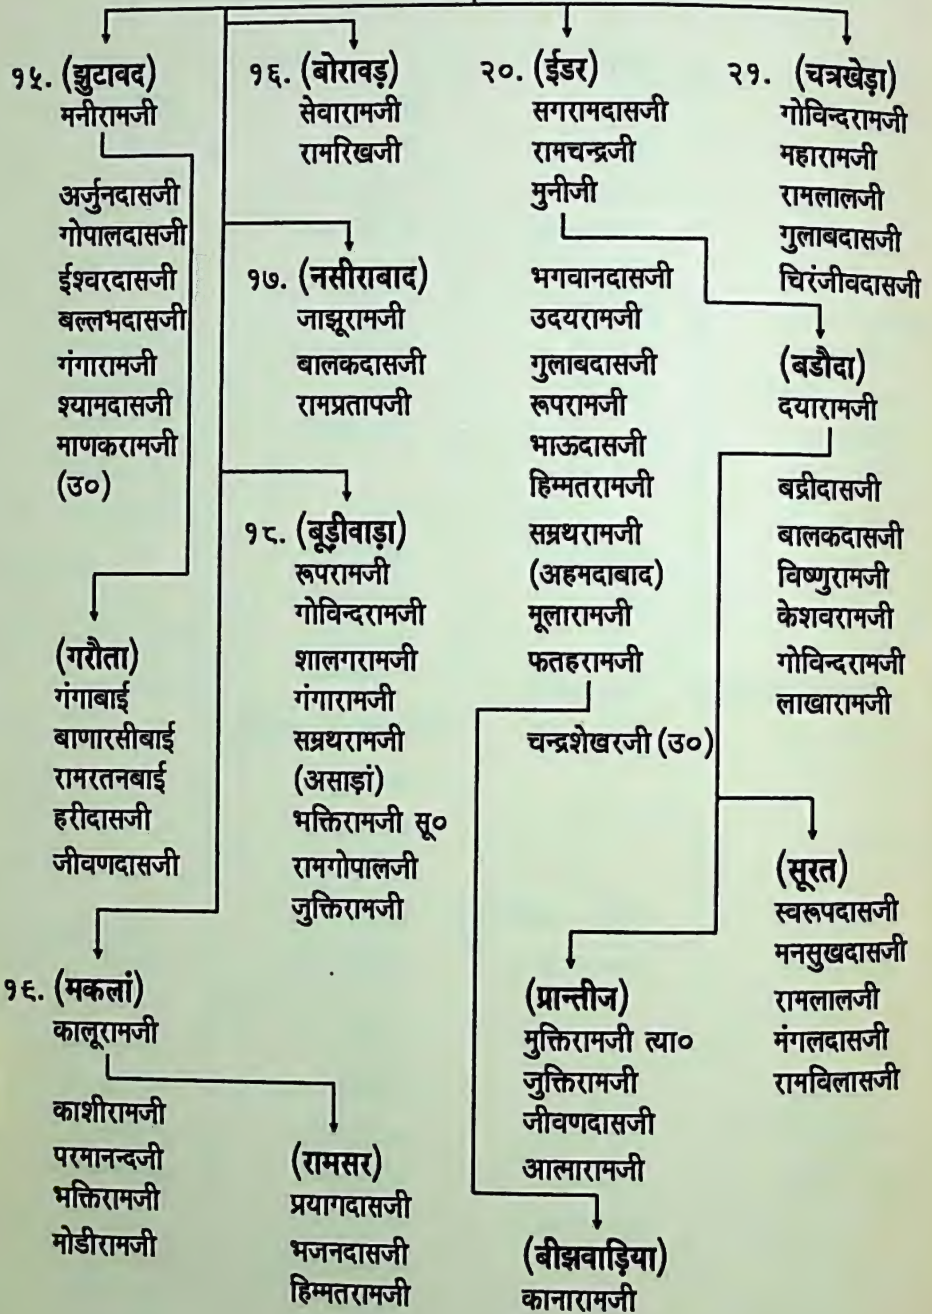 १५. (झुटावद)
मनीरामजी
अर्जुनदासजी
गोपालदासजी
ईश्वरदासजी
बल्लभदासजी
गंगारामजी
श्यामदासजी
माणकरामजी
(उ०)
(गरौता)
गंगाबाई
बाणारसीबाई
रामरतनबाई
हरीदासजी
जीवणदासजी
१६. (बोरावड़)
सेवारामजी
रामरिखजी
१७. (नसीराबाद)
जाझूरामजी
बालकदासजी
रामप्रतापजी
१८. (बूड़ीवाड़ा)
रूपरामजी
गोविन्दरामजी
शालगरामजी
गंगारामजी
सम्रथरामजी
(असाड़ां)
भक्तिरामजी सू०
रामगोपालजी
जुक्तिरामजी
१९. (मकलां)
कालूरामजी
काशीरामजी
परमानन्दजी
भक्तिरामजी
मोडीरामजी
(रामसर)
प्रयागदासजी
भजनदासजी
हिम्मतरामजी
२०. (ईडर)
सगरामदासजी
रामचन्द्रजी
मुनीजी
भगवानदासजी
उदयरामजी
गुलाबदासजी
रूपरामजी
भाऊदासजी
हिम्मतरामजी
सम्रथरामजी
(अहमदाबाद)
मूलारामजी
फतहरामजी
चन्द्रशेखरजी (उ०)
(बडौदा)
दयारामजी
बद्रीदासजी
बालकदासजी
विष्णुरामजी
केशवरामजी
गोविन्दरामजी
लाखारामजी
(सूरत)
स्वरूपदासजी
मनसुखदासजी
रामलालजी
मंगलदासजी
रामविलासजी
(प्रान्तीज)
मुक्तिरामजी त्या०
जुक्तिरामजी
जीवणदासजी
आत्मारामजी
(बीझवाड़िया)
कानारामजी
२१. (चत्रखेड़ा)
गोविन्दरामजी
महारामजी
रामलालजी
गुलाबदासजी
चिरंजीवदासजी